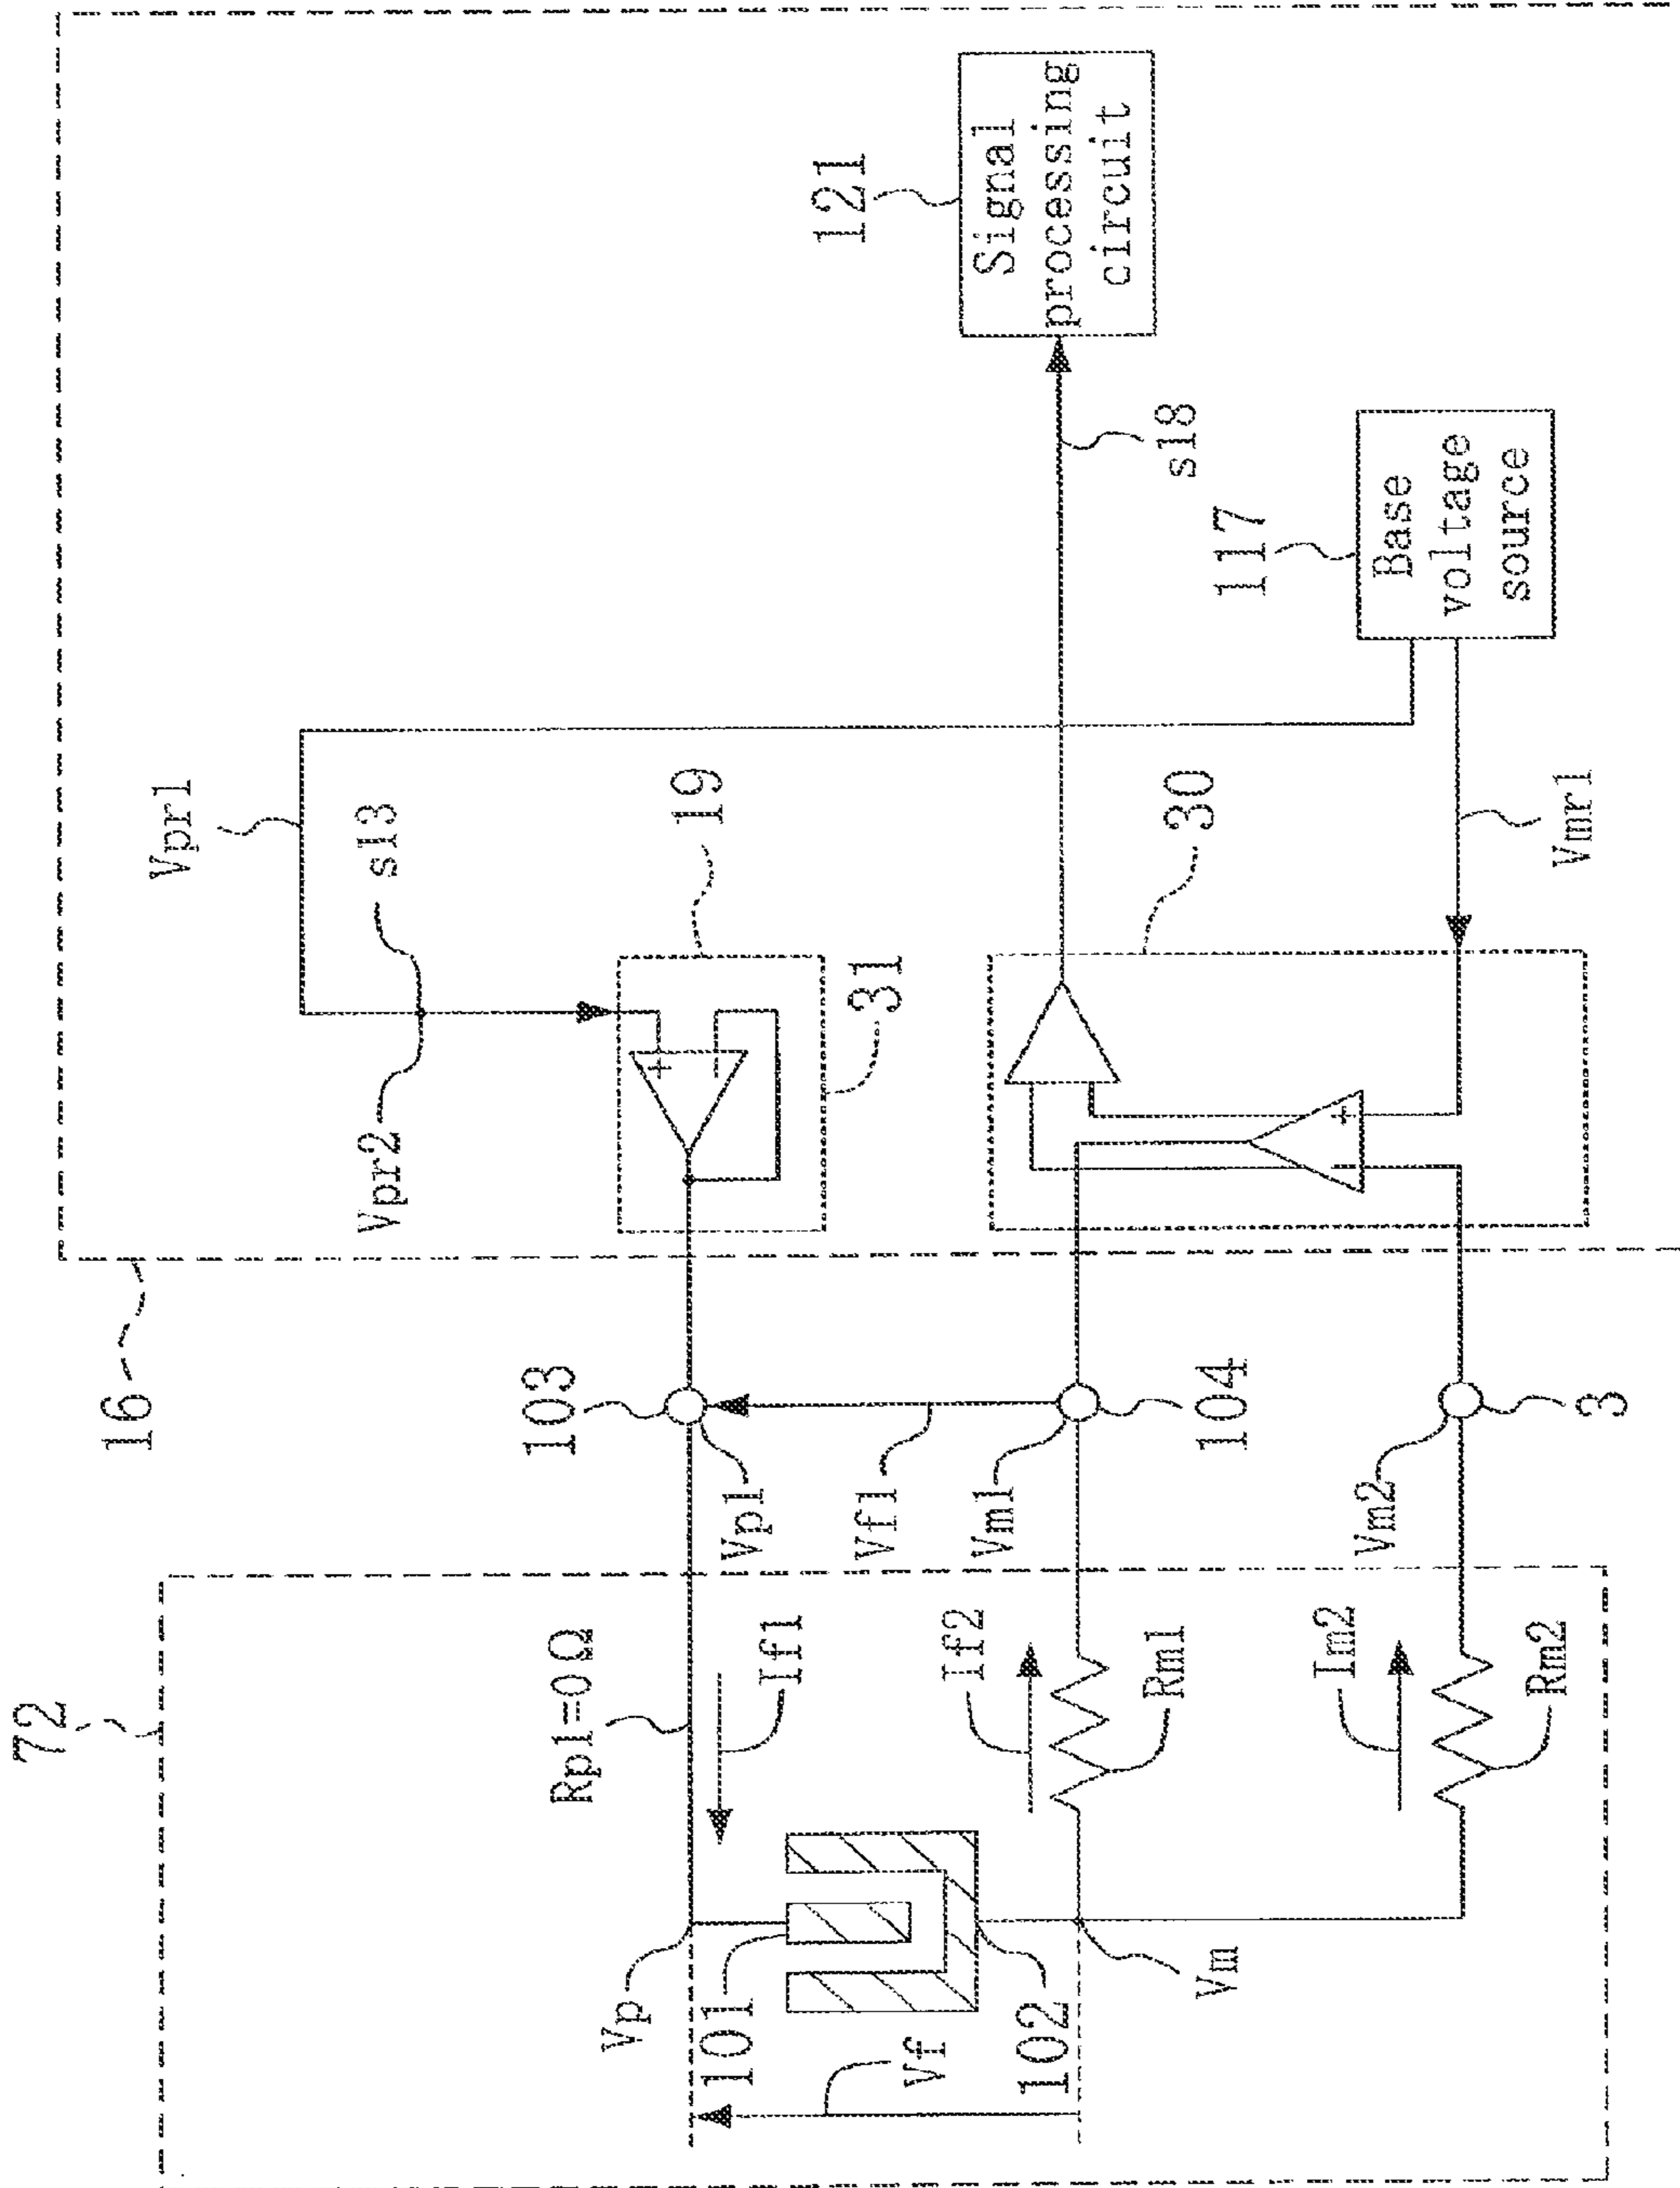 72
16
Rp1=0Ω
If1
Vp
101
Vf
102
Vm
If2
Rm1
Im2
Rm2
103
Vp1
Vf1
Vm1
104
Vm2
3
Vpr1
Vpr2
s13
19
31
30
Vmr1
s18
121
Signal
processing
circuit
117
Base
voltage
source
+
−
+